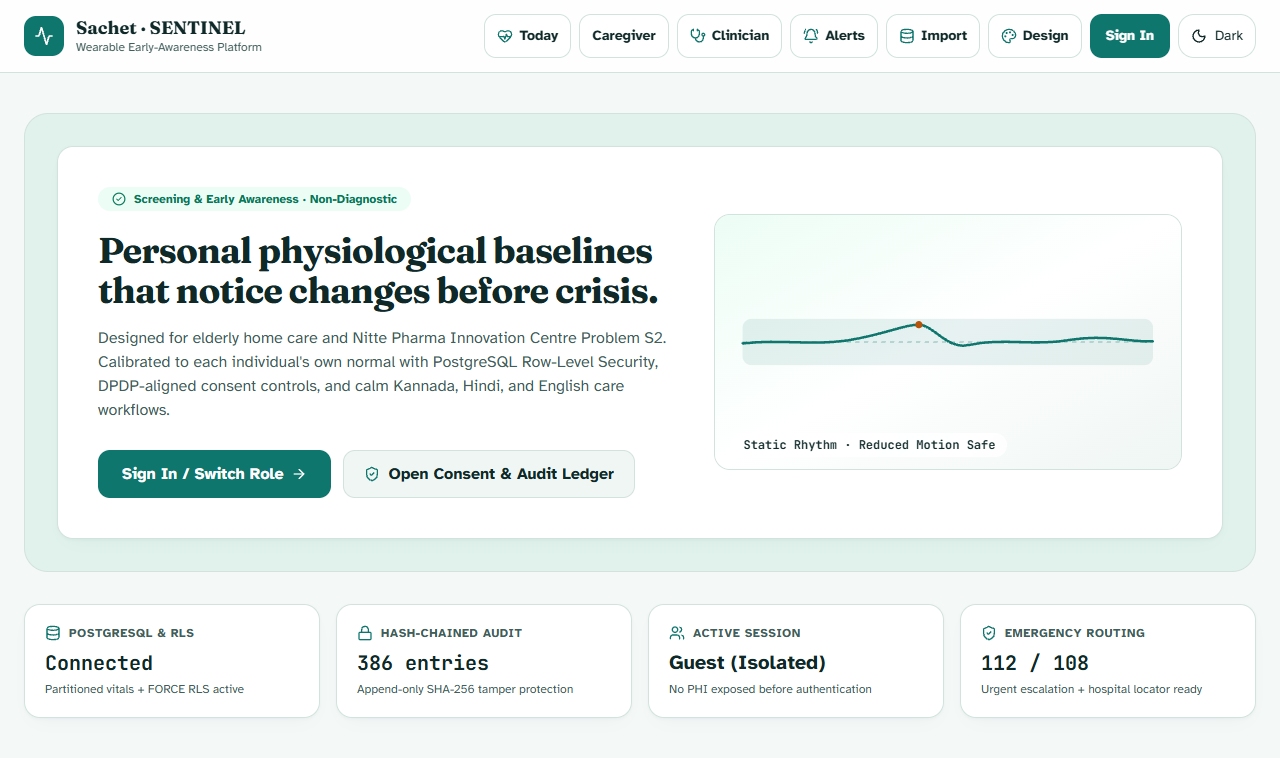 Sachet · SENTINEL
Wearable Early-Awareness Platform
Today
Caregiver
Clinician
Alerts
Import
Design
Sign In
Dark
Screening & Early Awareness · Non-Diagnostic
Personal physiological baselines
that notice changes before crisis.
Designed for elderly home care and Nitte Pharma Innovation Centre Problem S2.
Calibrated to each individual's own normal with PostgreSQL Row-Level Security,
DPDP-aligned consent controls, and calm Kannada, Hindi, and English care
workflows.
Sign In / Switch Role →
Open Consent & Audit Ledger
Static Rhythm · Reduced Motion Safe
POSTGRESQL & RLS
Connected
Partitioned vitals + FORCE RLS active
HASH-CHAINED AUDIT
386 entries
Append-only SHA-256 tamper protection
ACTIVE SESSION
Guest (Isolated)
No PHI exposed before authentication
EMERGENCY ROUTING
112 / 108
Urgent escalation + hospital locator ready